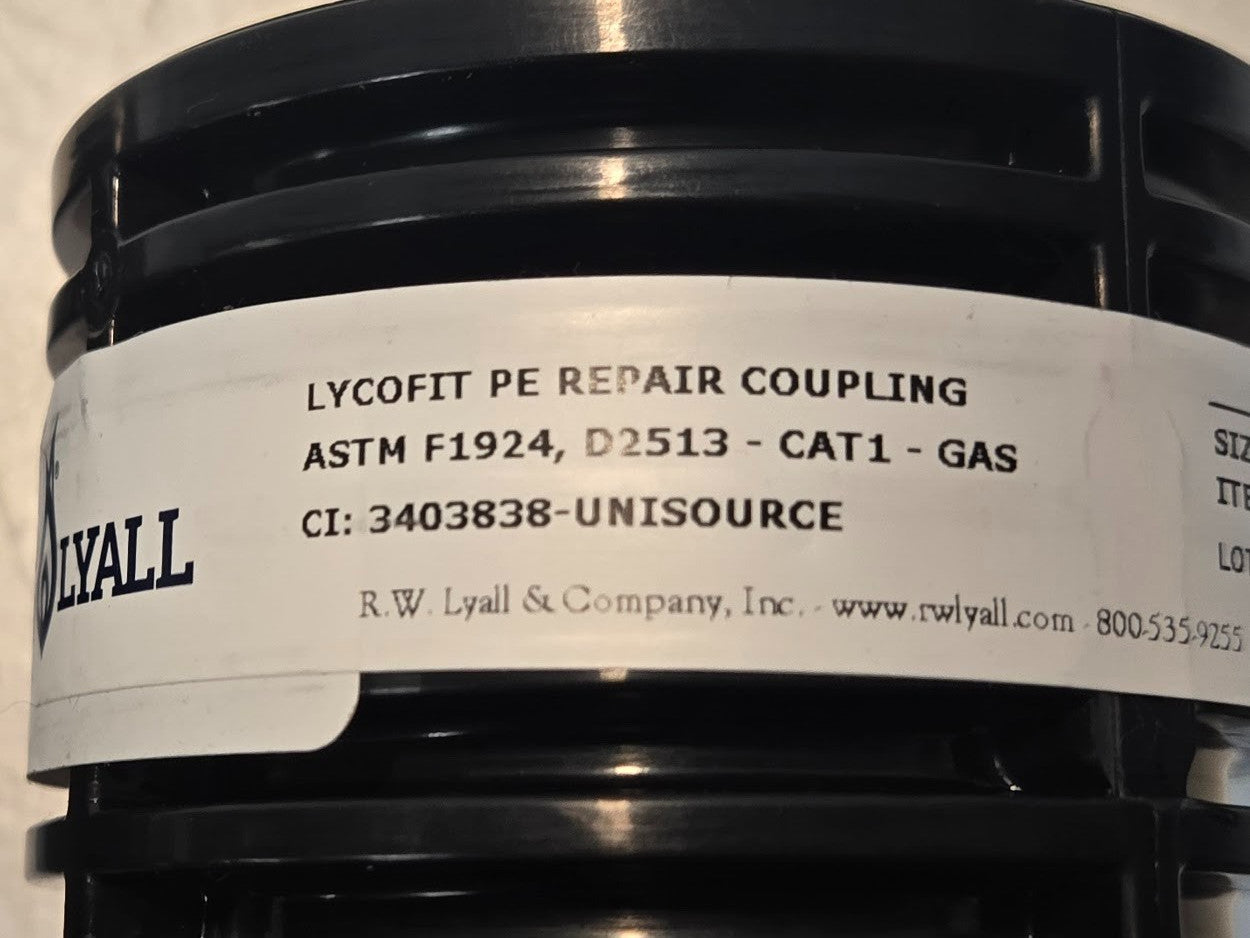 LYCOFIT PE REPAIR COUPLING
ASTM F1924, D2513 - CAT1 - GAS
CI: 3403838-UNISOURCE
LYALL
R.W. Lyall & Company, Inc. - www.rwlyall.com - 800-535-9255